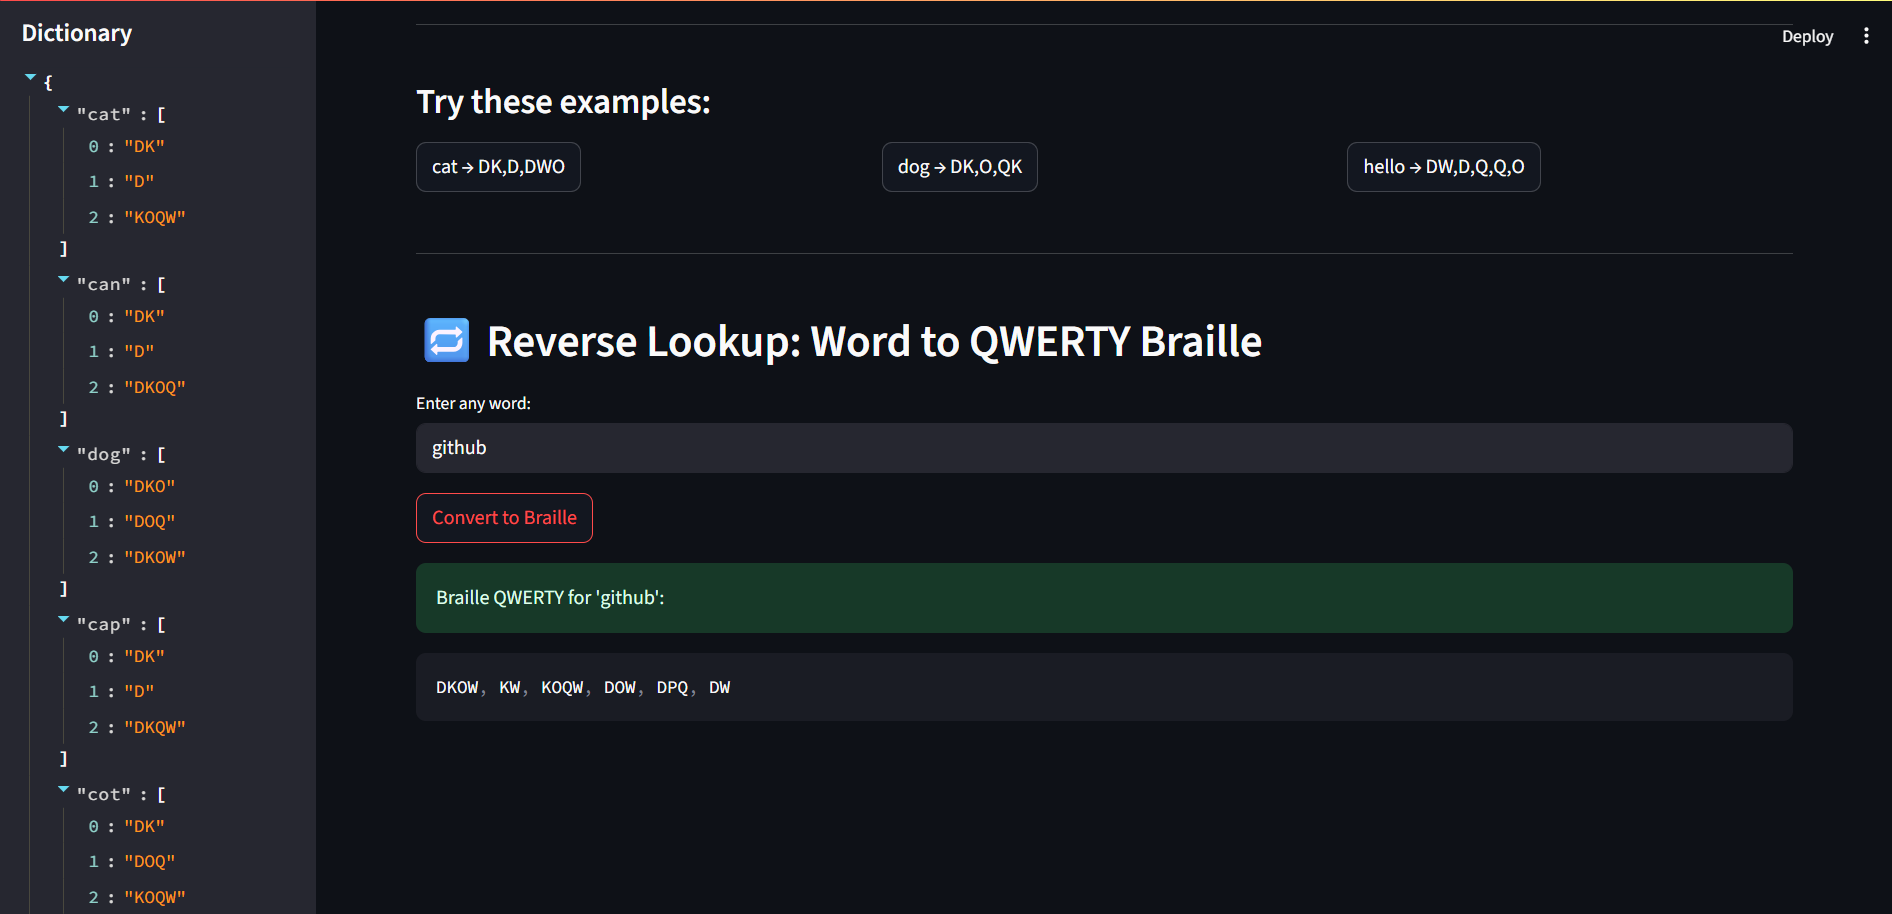 Dictionary
{
"cat" : [
0 : "DK"
1 : "D"
2 : "KOQW"
]
"can" : [
0 : "DK"
1 : "D"
2 : "DKOQ"
]
"dog" : [
0 : "DKO"
1 : "DOQ"
2 : "DKOW"
]
"cap" : [
0 : "DK"
1 : "D"
2 : "DKQW"
]
"cot" : [
0 : "DK"
1 : "DOQ"
2 : "KOQW"
Deploy
Try these examples:
cat → DK,D,DWO
dog → DK,O,QK
hello → DW,D,Q,Q,O
Reverse Lookup: Word to QWERTY Braille
Enter any word:
github
Convert to Braille
Braille QWERTY for 'github':
DKOW, KW, KOQW, DOW, DPQ, DW